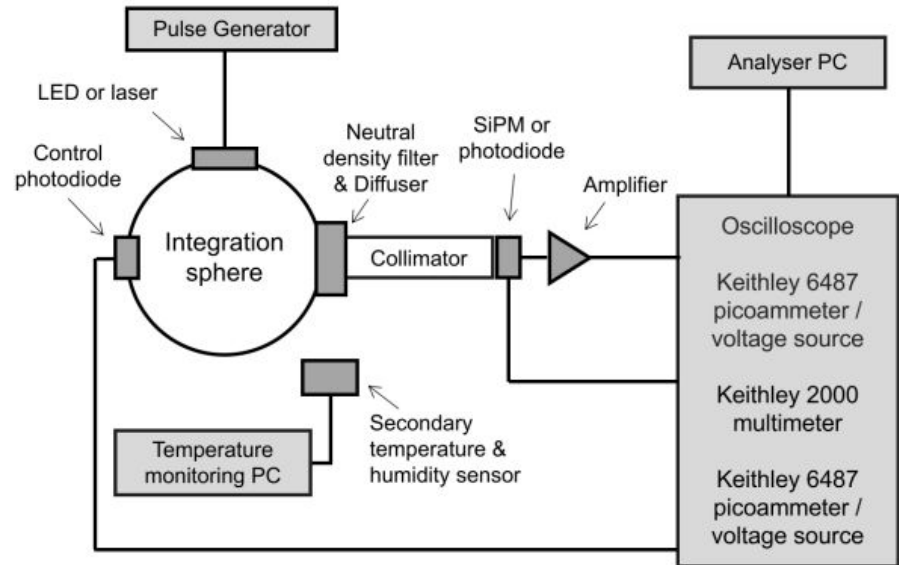 Pulse Generator
Analyser PC
LED or laser
Control
photodiode
Neutral
density filter
& Diffuser
SiPM or
photodiode
Amplifier
Integration
sphere
Collimator
Oscilloscope
Keithley 6487
picoammeter /
voltage source
Keithley 2000
multimeter
Keithley 6487
picoammeter /
voltage source
Secondary
temperature &
humidity sensor
Temperature
monitoring PC